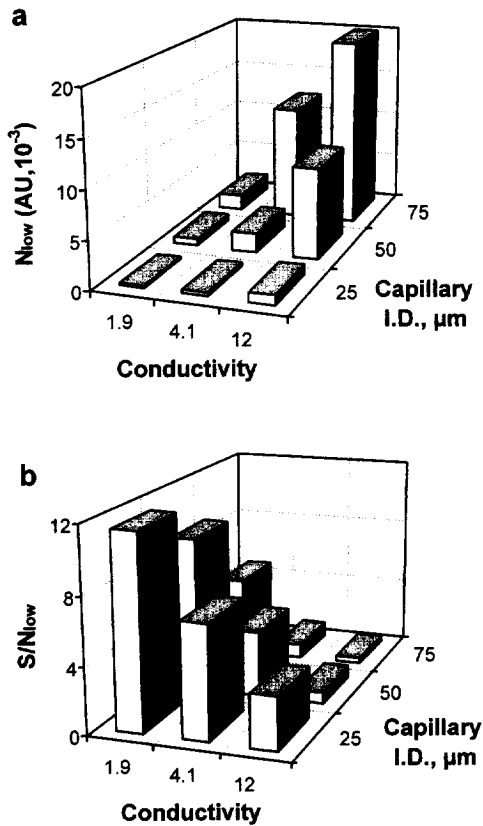 a
20
15
10
5
0
Nlow (AU,10⁻³)
1.9
4.1
12
Conductivity
25
50
75
Capillary
I.D., µm
b
12
8
4
0
S/Nlow
1.9
4.1
12
Conductivity
25
50
75
Capillary
I.D., µm